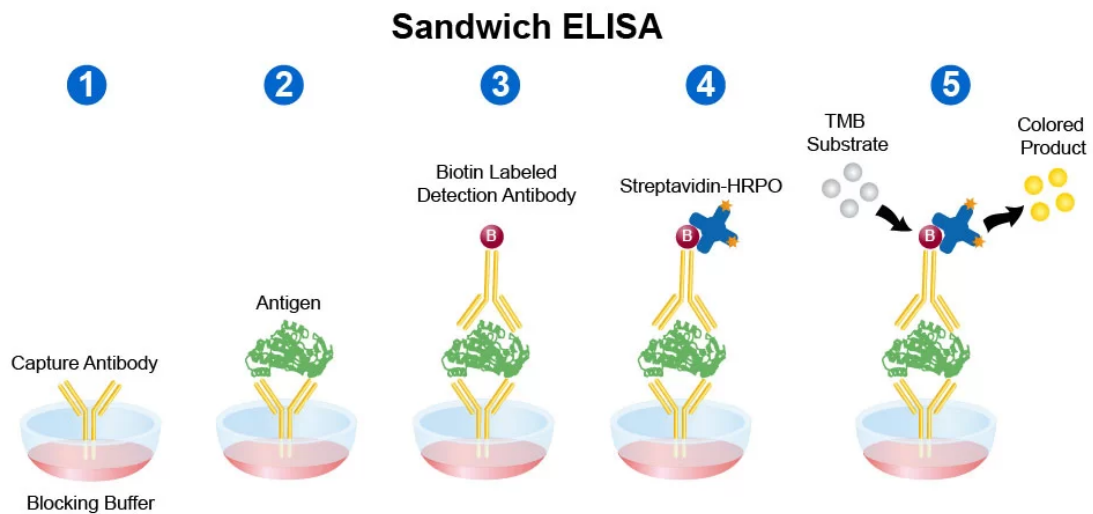 Sandwich ELISA
1
2
3
4
5
Capture Antibody
Blocking Buffer
Antigen
Biotin Labeled
Detection Antibody
B
Streptavidin-HRPO
B
TMB
Substrate
Colored
Product
B